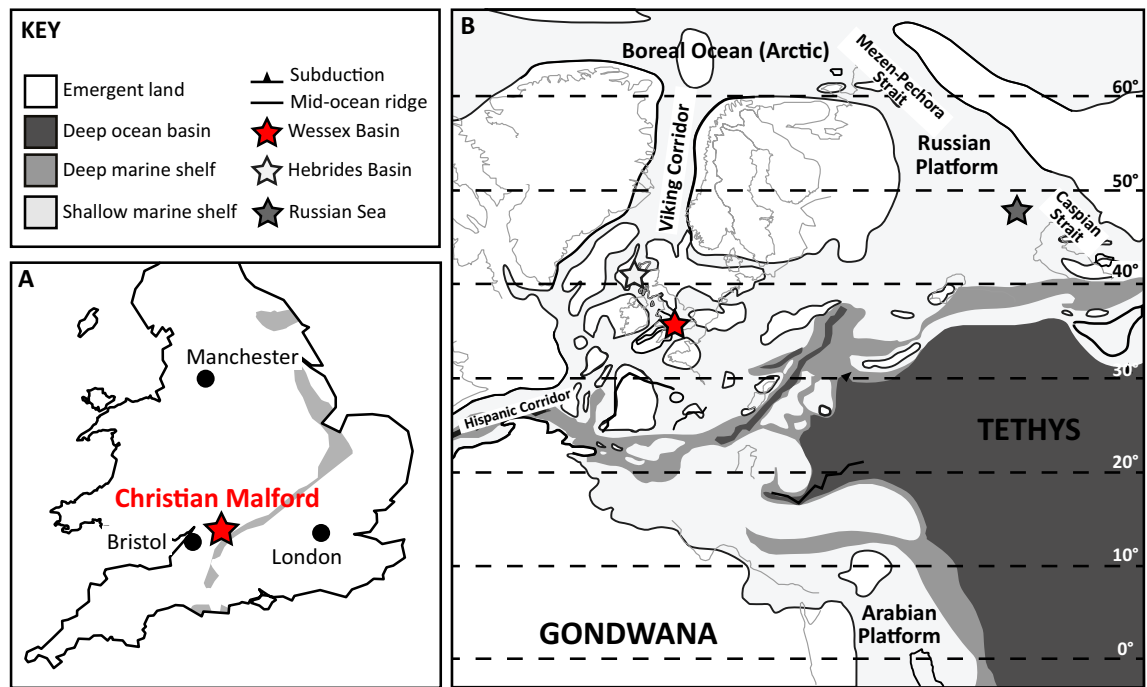 KEY
Emergent land
Deep ocean basin
Deep marine shelf
Shallow marine shelf
Subduction
Mid-ocean ridge
Wessex Basin
Hebrides Basin
Russian Sea
A
Manchester
Christian Malford
Bristol
London
B
Boreal Ocean (Arctic)
Mezen-Pechora
Strait
60°
Russian
Platform
Viking Corridor
50°
Caspian
Strait
40°
30°
Hispanic Corridor
TETHYS
20°
10°
Arabian
Platform
GONDWANA
0°